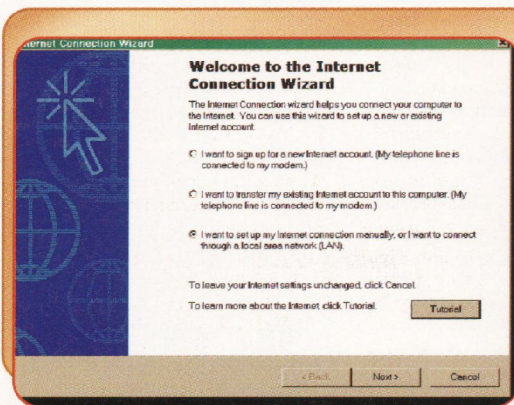 Internet Connection Wizard
Welcome to the Internet
Connection Wizard
The Internet Connection wizard helps you connect your computer to
the Internet. You can use this wizard to set up a new or existing
Internet account.
I want to sign up for a new Internet account. (My telephone line is
connected to my modem.)
I want to transfer my existing Internet account to this computer. (My
telephone line is connected to my modem.)
I want to set up my Internet connection manually, or I want to connect
through a local area network (LAN).
To leave your Internet settings unchanged, click Cancel.
To learn more about the Internet, click Tutorial.
Tutorial
< Back
Next >
Cancel